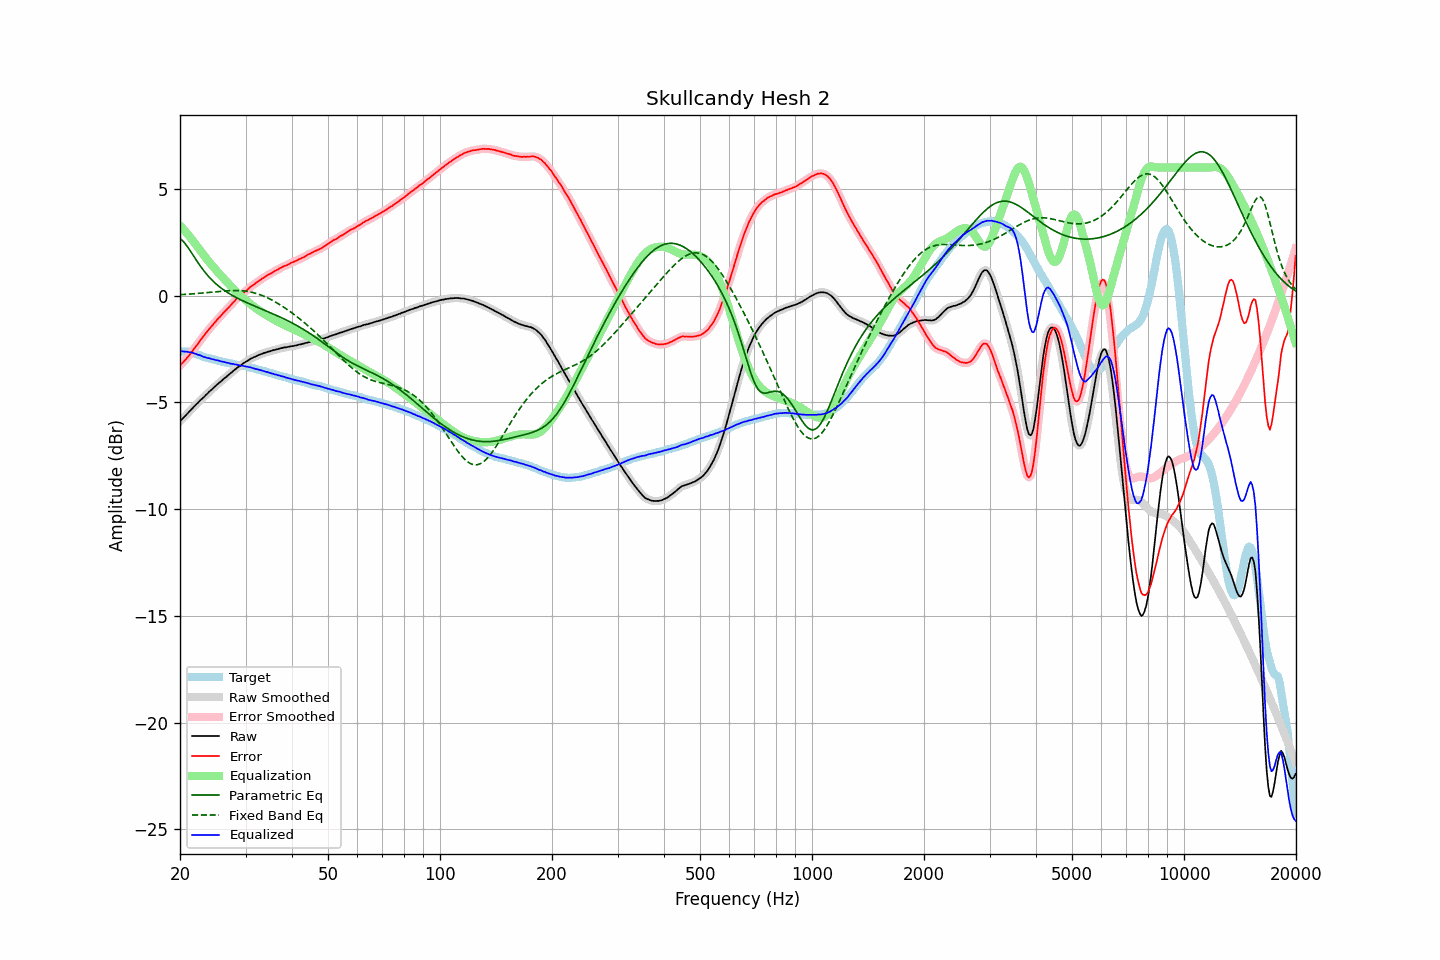 Skullcandy Hesh 2
Amplitude (dBr)
5
0
−5
−10
−15
−20
−25
Target
Raw Smoothed
Error Smoothed
Raw
Error
Equalization
Parametric Eq
Fixed Band Eq
Equalized
20 50 100 200 500 1000 2000 5000 10000 20000
Frequency (Hz)